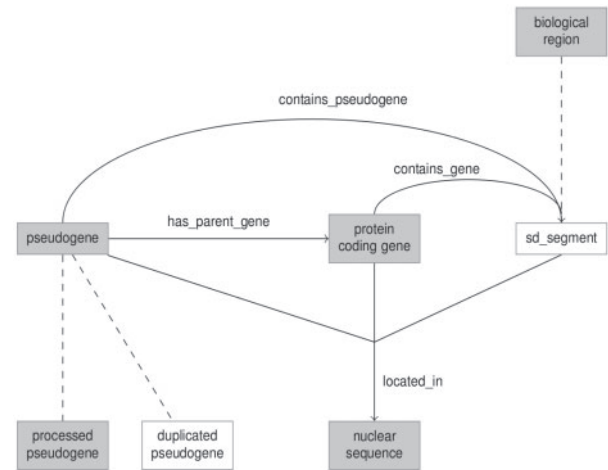 biological
region
contains_pseudogene
contains_gene
pseudogene
has_parent_gene
protein
coding gene
sd_segment
located_in
processed
pseudogene
duplicated
pseudogene
nuclear
sequence